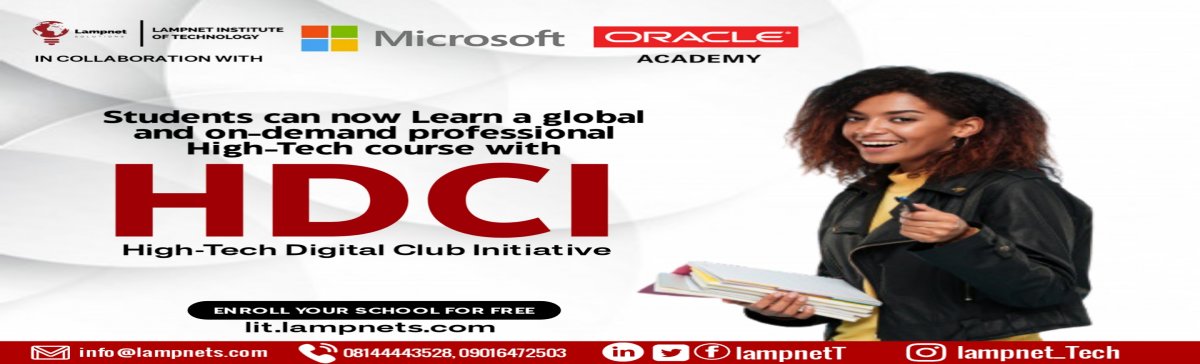 Lampnet
SOLUTIONS
LAMPNET INSTITUTE
OF TECHNOLOGY
IN COLLABORATION WITH
Microsoft
ORACLE
ACADEMY
Students can now Learn a global
and on-demand professional
High-Tech course with
HDCI
High-Tech Digital Club Initiative
ENROLL YOUR SCHOOL FOR FREE
lit.lampnets.com
info@lampnets.com
08144443528, 09016472503
in
lampnetT
lampnet_Tech